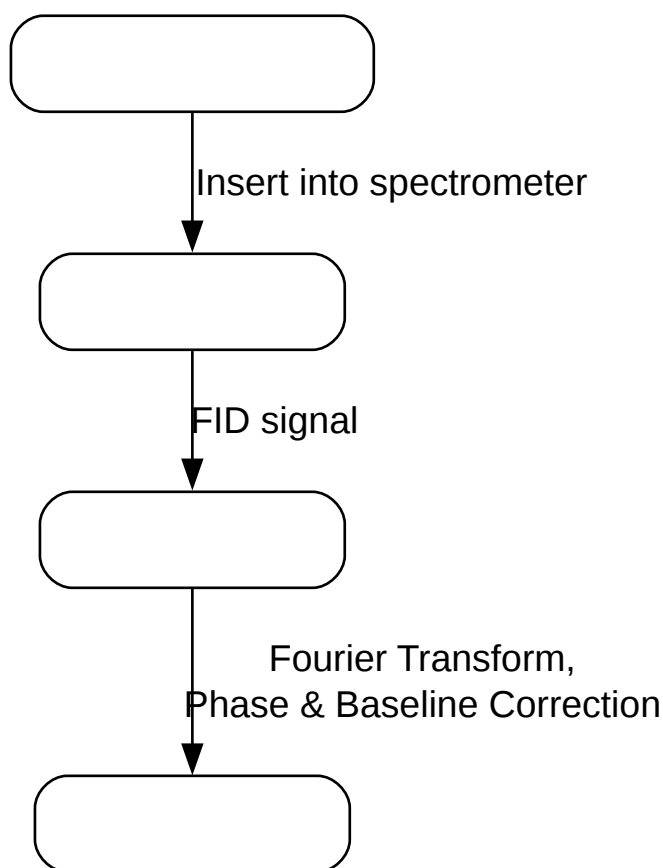 Insert into spectrometer
FID signal
Fourier Transform,
Phase & Baseline Correction